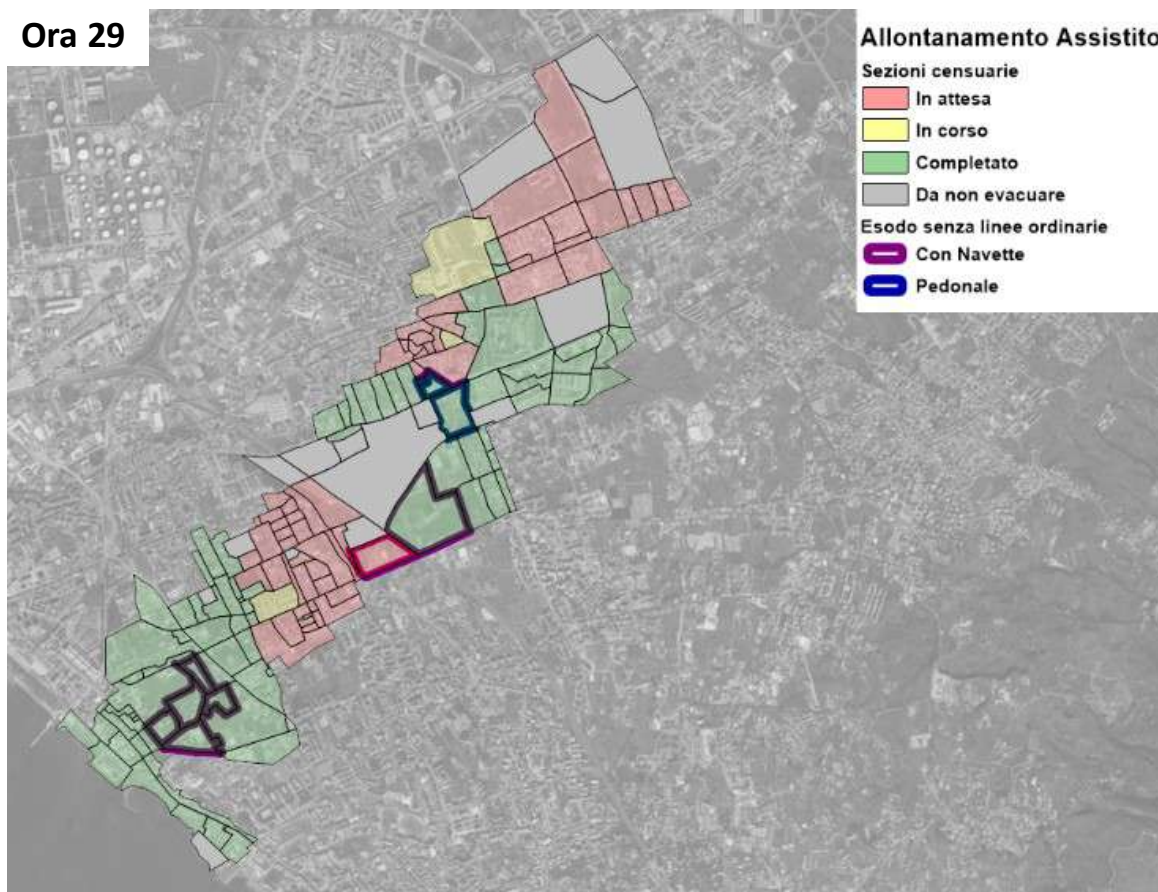 Ora 29
Allontanamento Assistito
Sezioni censuarie
In attesa
In corso
Completato
Da non evacuare
Esodo senza linee ordinarie
Con Navette
Pedonale